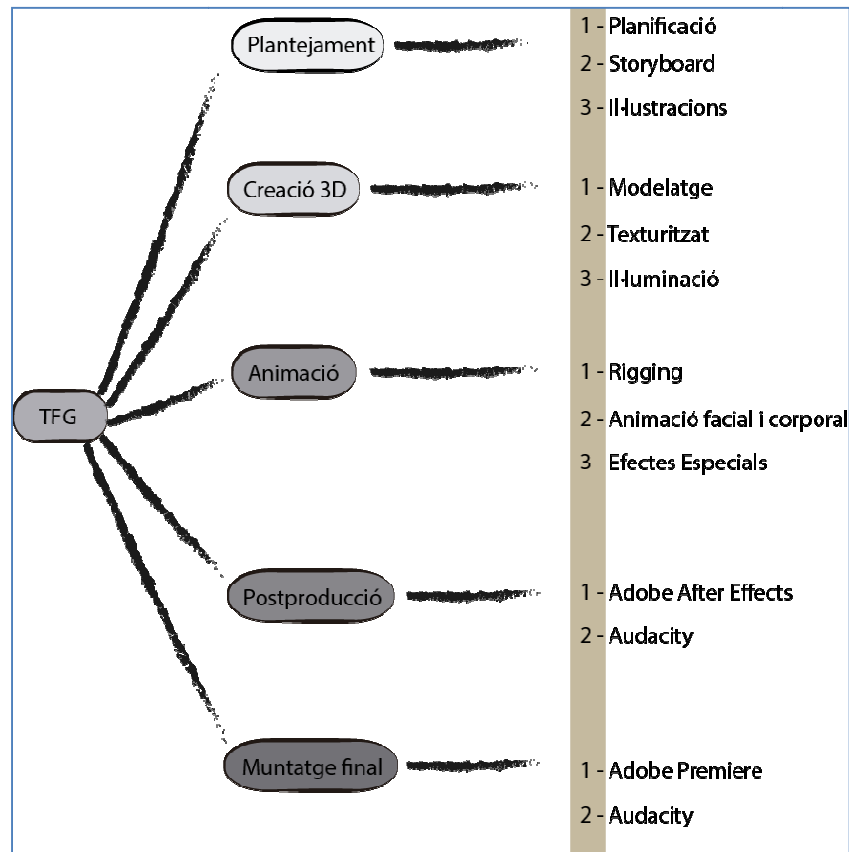 Plantejament
1 - Planificació
2 - Storyboard
3 - Il·lustracions
Creació 3D
1 - Modelatge
2 - Texturitzat
3 - Il·luminació
TFG
Animació
1 - Rigging
2 - Animació facial i corporal
3 Efectes Especials
Postproducció
1 - Adobe After Effects
2 - Audacity
Muntatge final
1 - Adobe Premiere
2 - Audacity